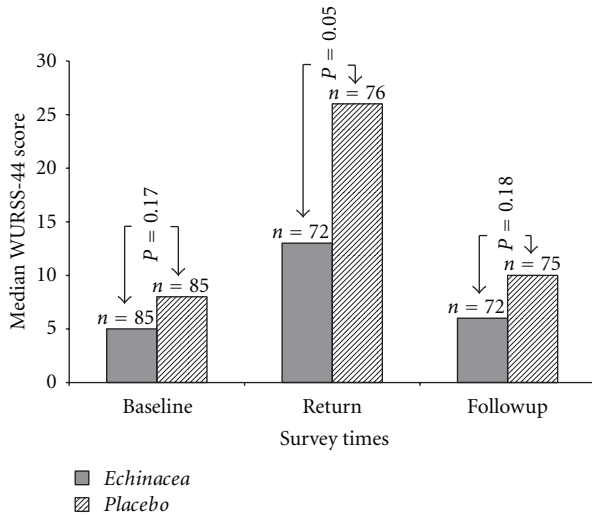 Median WURSS-44 score
30
25
20
15
10
5
0
P = 0.17
n = 85
n = 85
P = 0.05
n = 72
n = 76
P = 0.18
n = 72
n = 75
Baseline
Return
Followup
Survey times
Echinacea
Placebo